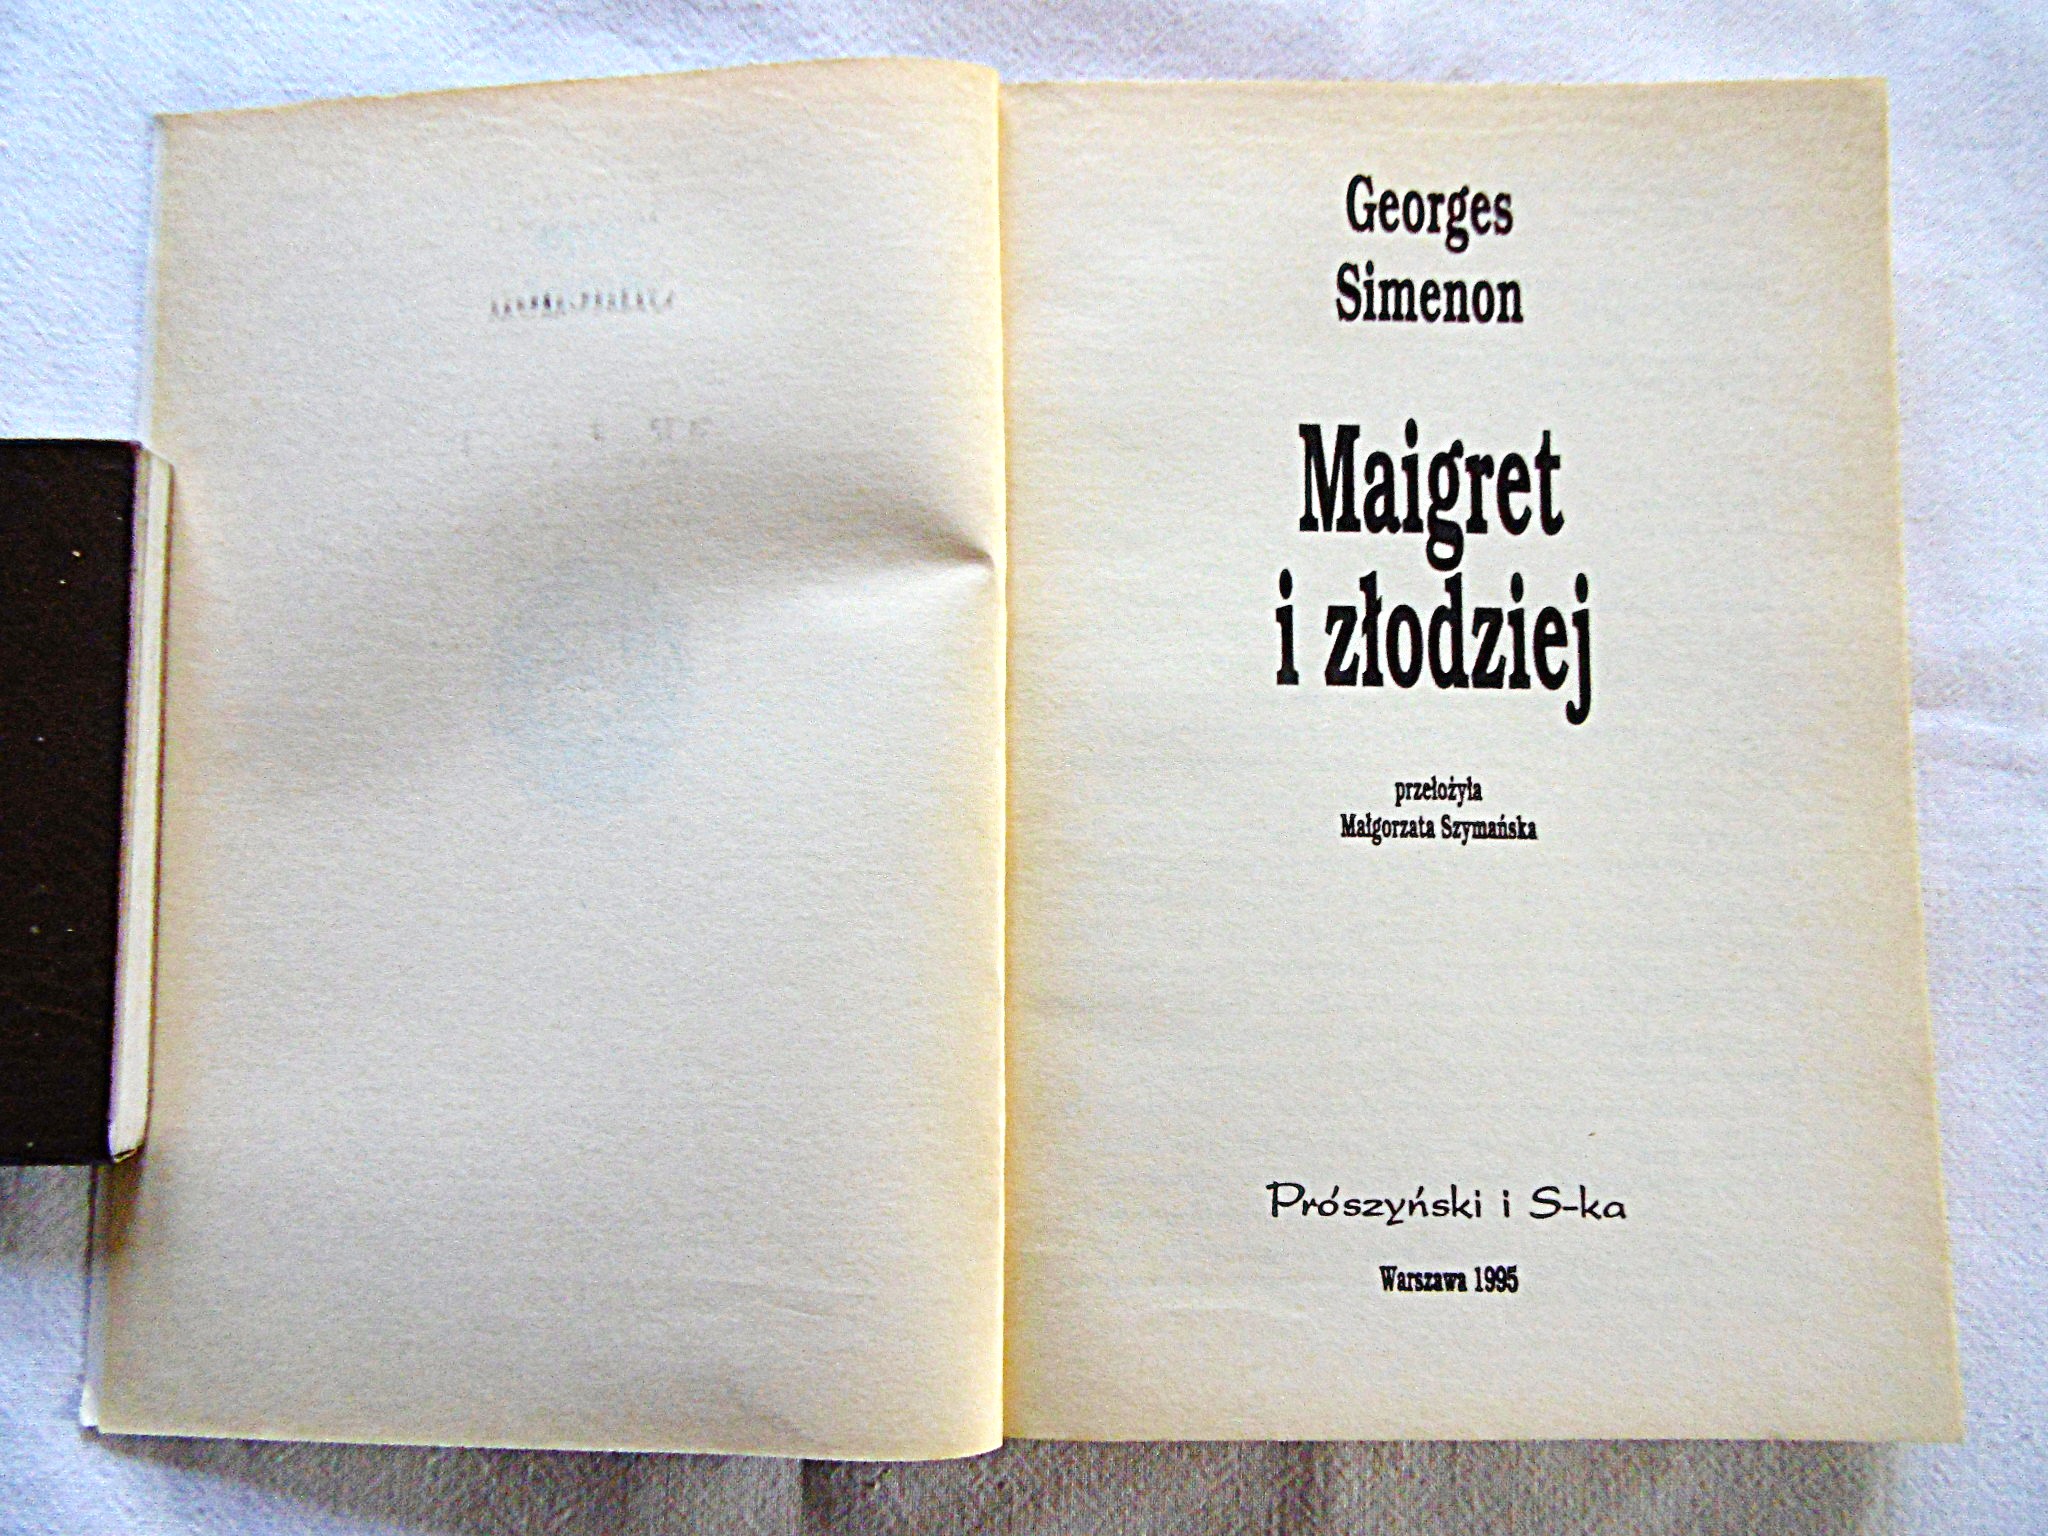 Georges
Simenon
Maigret
i złodziej
przełożyła
Małgorzata Szymańska
Prószyński i S-ka
Warszawa 1995